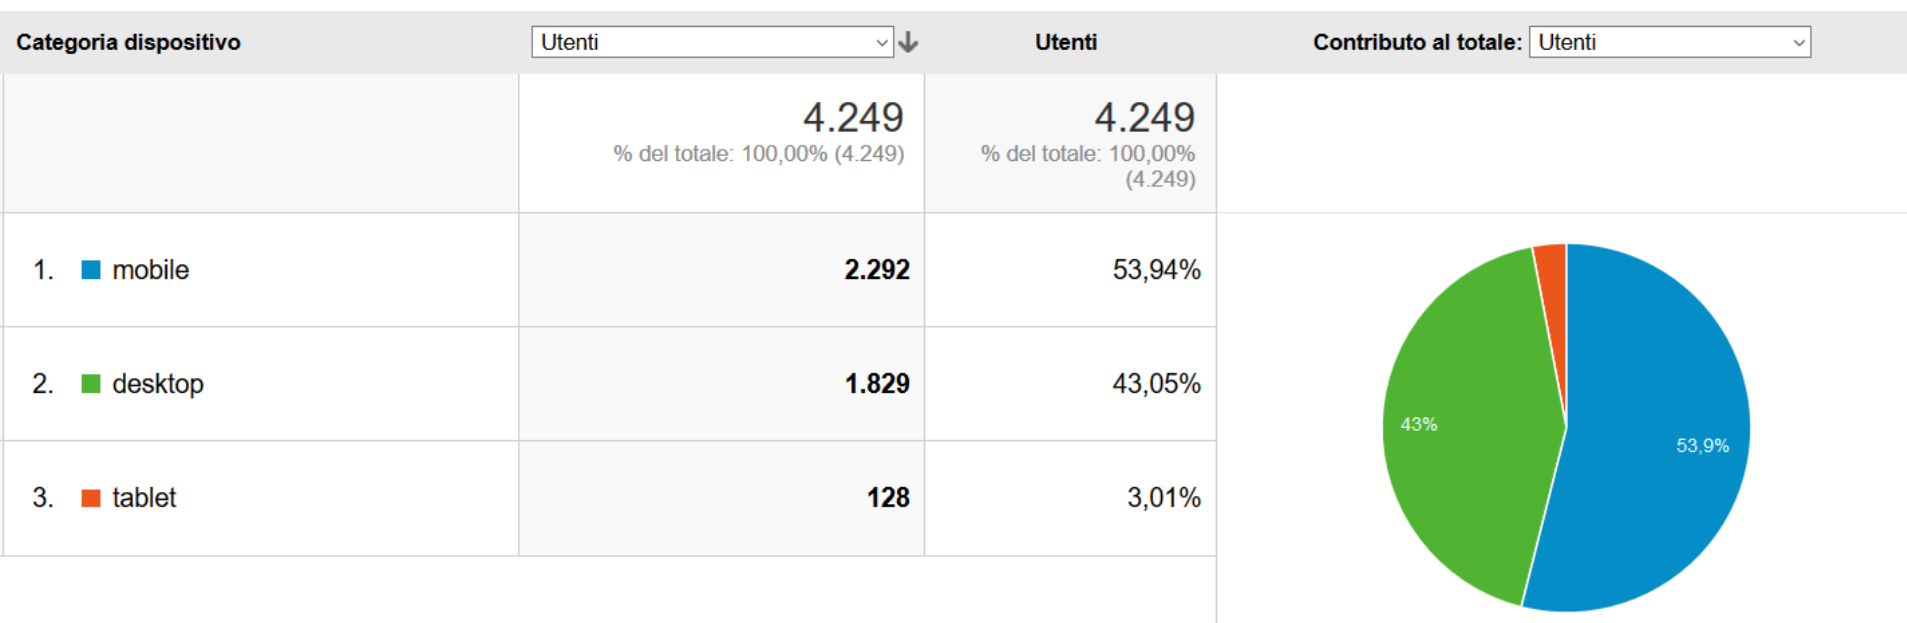 Categoria dispositivo Utenti Utenti Contributo al totale: Utenti
4.249 4.249
% del totale: 100,00% (4.249) % del totale: 100,00%
(4.249)
1. mobile 2.292 53,94%
2. desktop 1.829 43,05%
3. tablet 128 3,01%
43%
53,9%